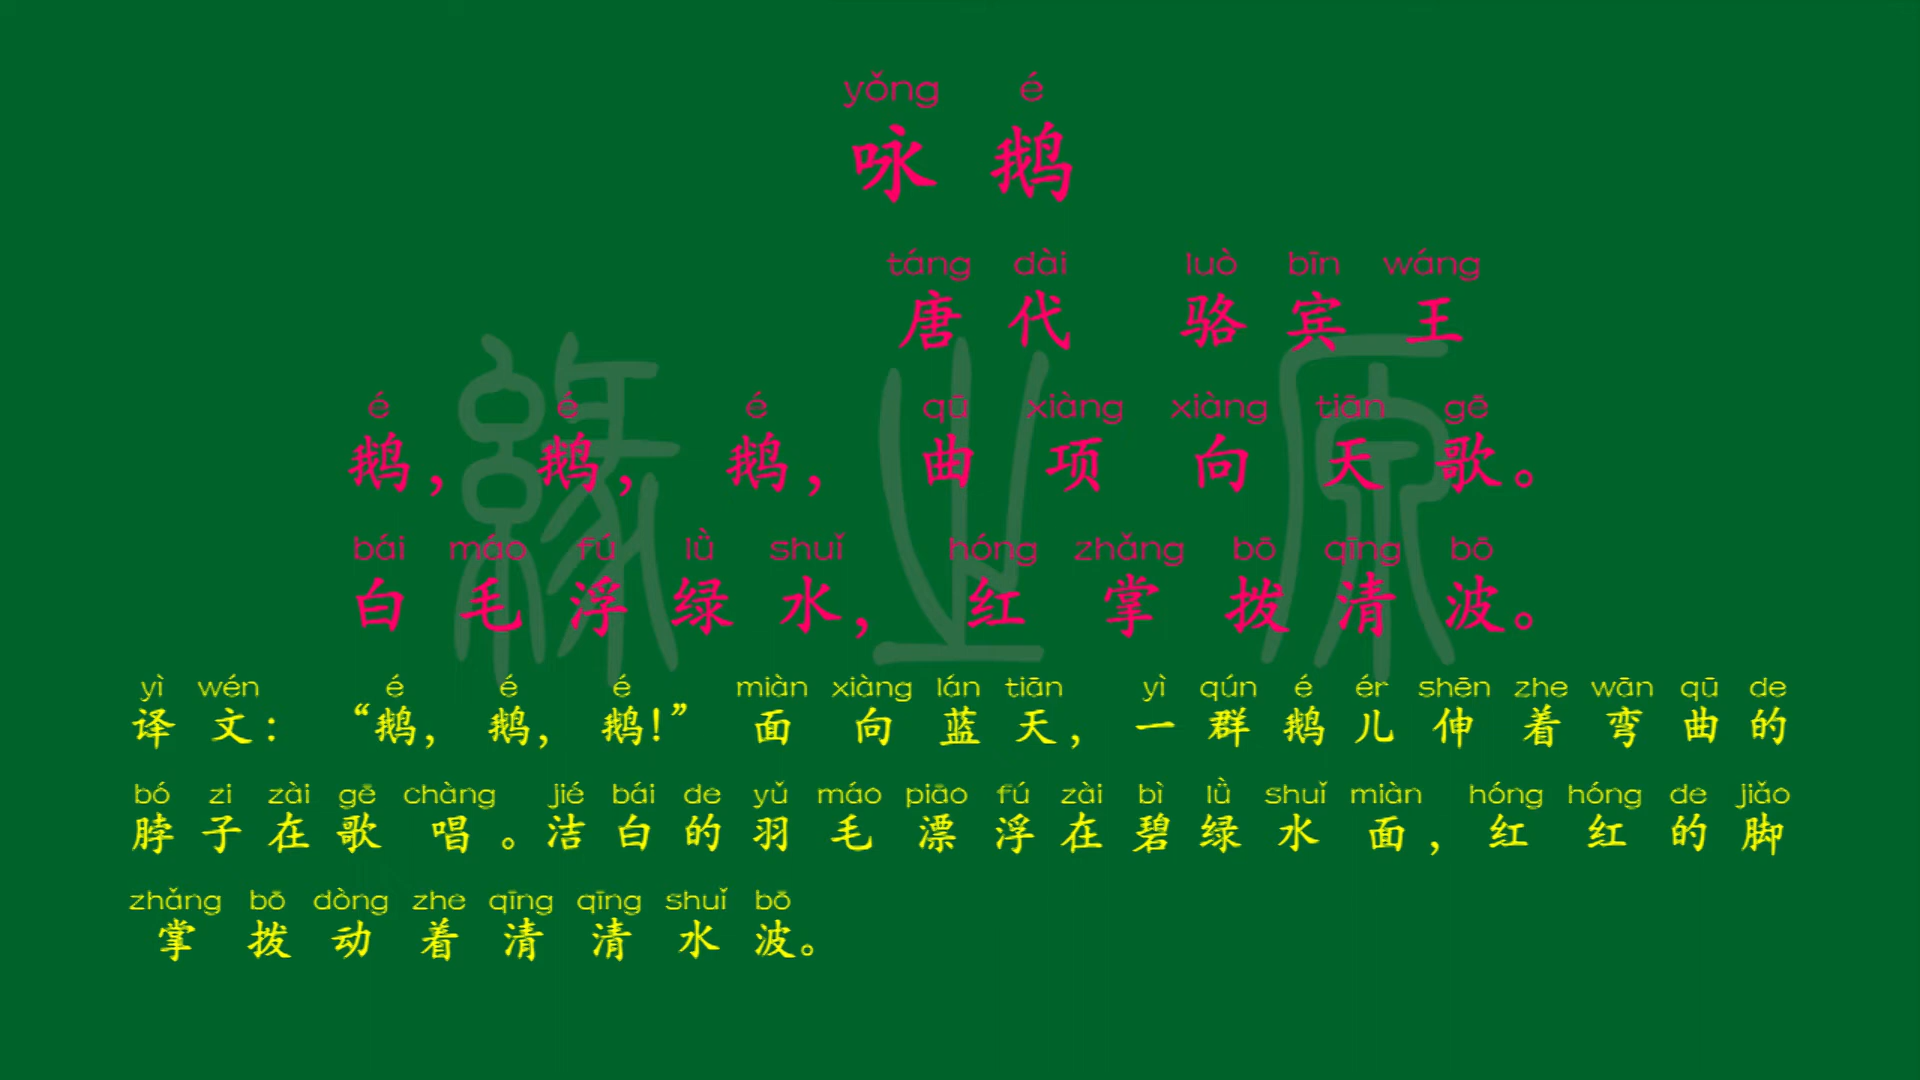 yǒng é
咏 鹅
táng dài luò bīn wáng
唐 代 骆 宾 王
é é é qū xiàng xiàng tiān gē
鹅， 鹅， 鹅， 曲 项 向 天 歌。
bái máo fú lǜ shuǐ hóng zhǎng bō qīng bō
白 毛 浮 绿 水， 红 掌 拨 清 波。
yì wén é é é miàn xiàng lán tiān yì qún é ér shēn zhe wān qū de
译 文： “鹅， 鹅， 鹅！” 面 向 蓝 天， 一 群 鹅 儿 伸 着 弯 曲 的
bó zi zài gē chàng jié bái de yǔ máo piāo fú zài bì lǜ shuǐ miàn hóng hóng de jiǎo
脖 子 在 歌 唱 。洁 白 的 羽 毛 漂 浮 在 碧 绿 水 面 ， 红 红 的 脚
zhǎng bō dòng zhe qīng qīng shuǐ bō
掌 拨 动 着 清 清 水 波。